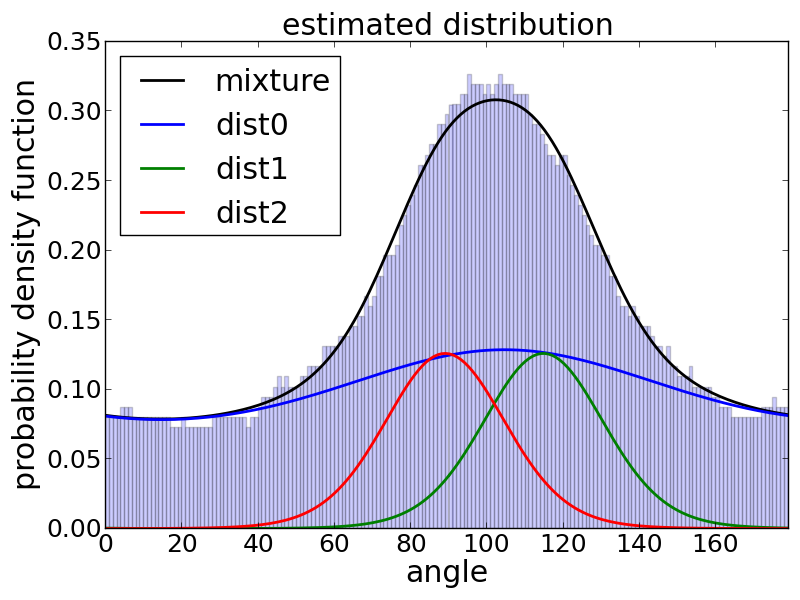 estimated distribution
0.35
0.30
0.25
0.20
0.15
0.10
0.05
0.00
probability density function
mixture
dist0
dist1
dist2
0 20 40 60 80 100 120 140 160
angle